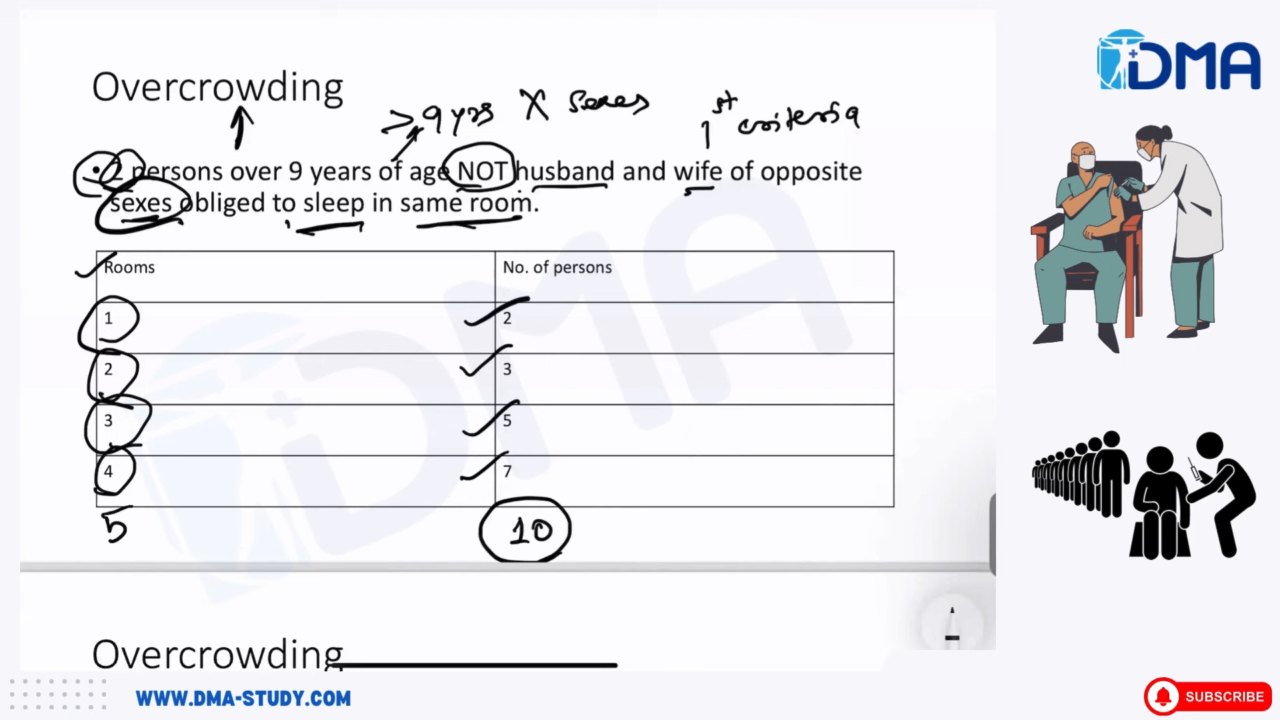 DMA
Overcrowding
>,9 yrs X Sexes 1st criteria
• 2 persons over 9 years of age NOT husband and wife of opposite
sexes obliged to sleep in same room.
Rooms No. of persons
1 2
2 3
3 5
4 7
5 10
DMA
Overcrowding
WWW.DMA-STUDY.COM
SUBSCRIBE